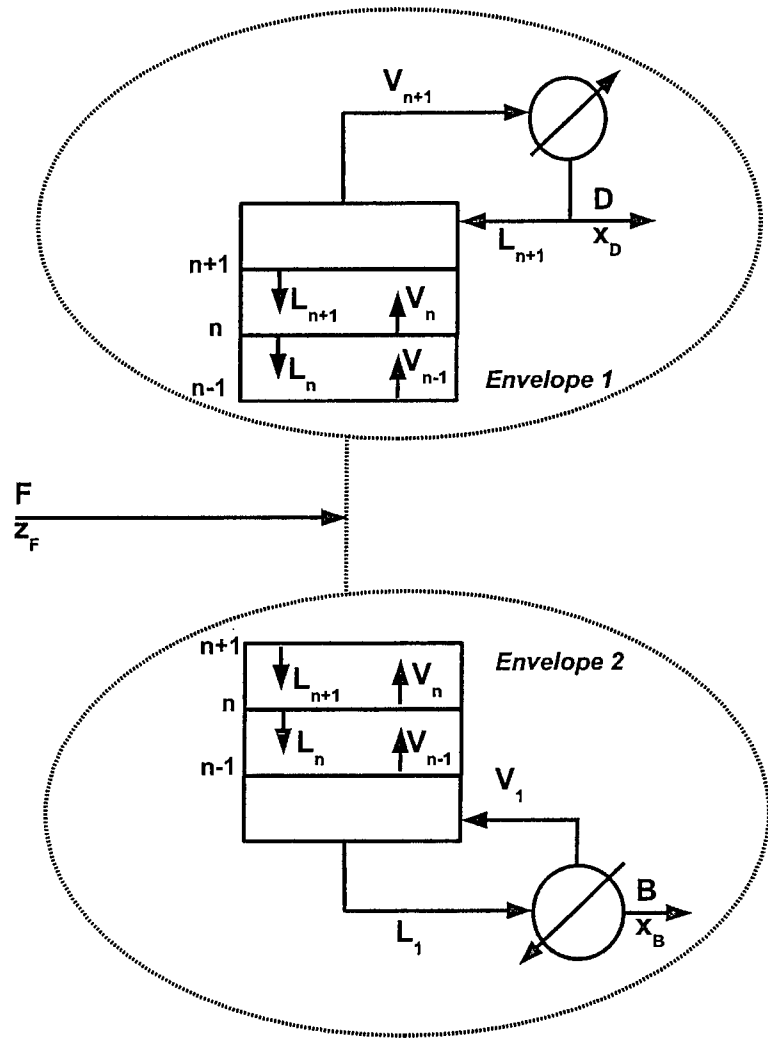 V n+1
D
L n+1
x D
n+1
L n+1
V n
n
L n
V n-1
n-1
Envelope 1
F
z F
n+1
Envelope 2
L n+1
V n
n
L n
V n-1
n-1
V 1
B
L 1
x B